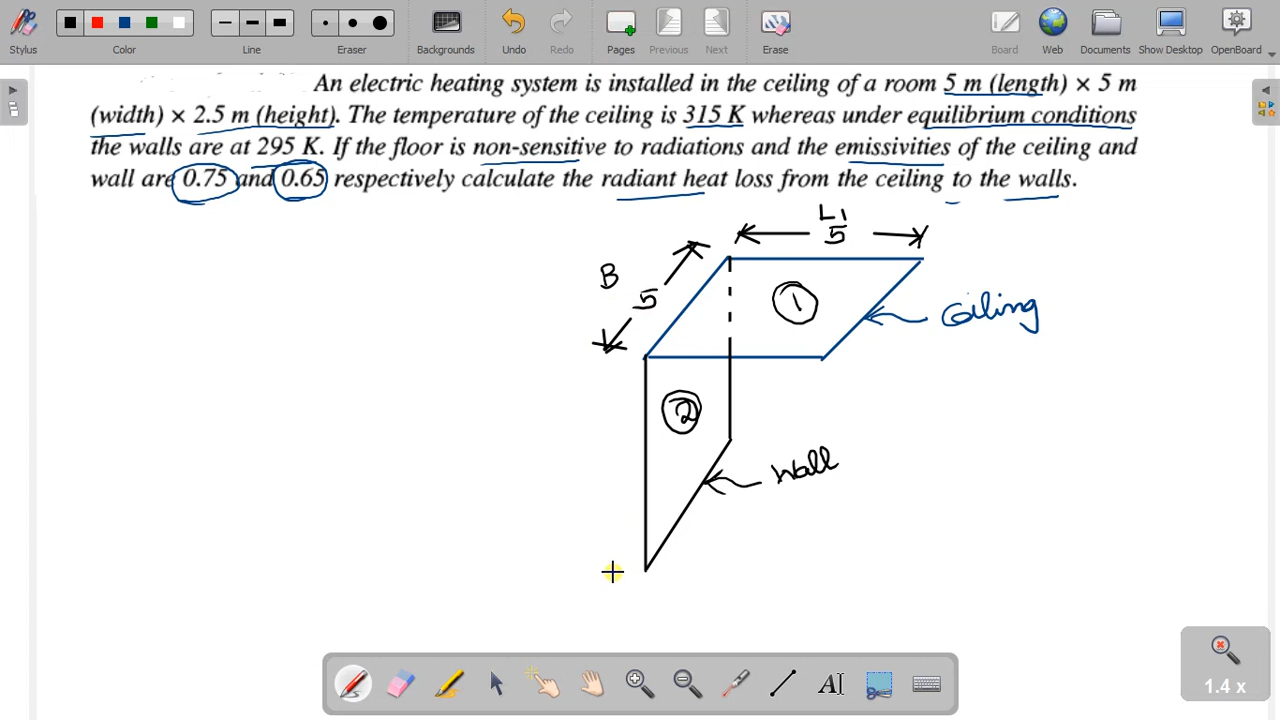 Stylus Color Line Eraser Backgrounds Undo Redo Pages Previous Next Erase Board Web Documents Show Desktop OpenBoard
An electric heating system is installed in the ceiling of a room 5 m (length) × 5 m
(width) × 2.5 m (height). The temperature of the ceiling is 315 K whereas under equilibrium conditions
the walls are at 295 K. If the floor is non-sensitive to radiations and the emissivities of the ceiling and
wall are 0.75 and 0.65 respectively calculate the radiant heat loss from the ceiling to the walls.
L1
5
B
5
1
Ceiling
2
Wall
1.4 x